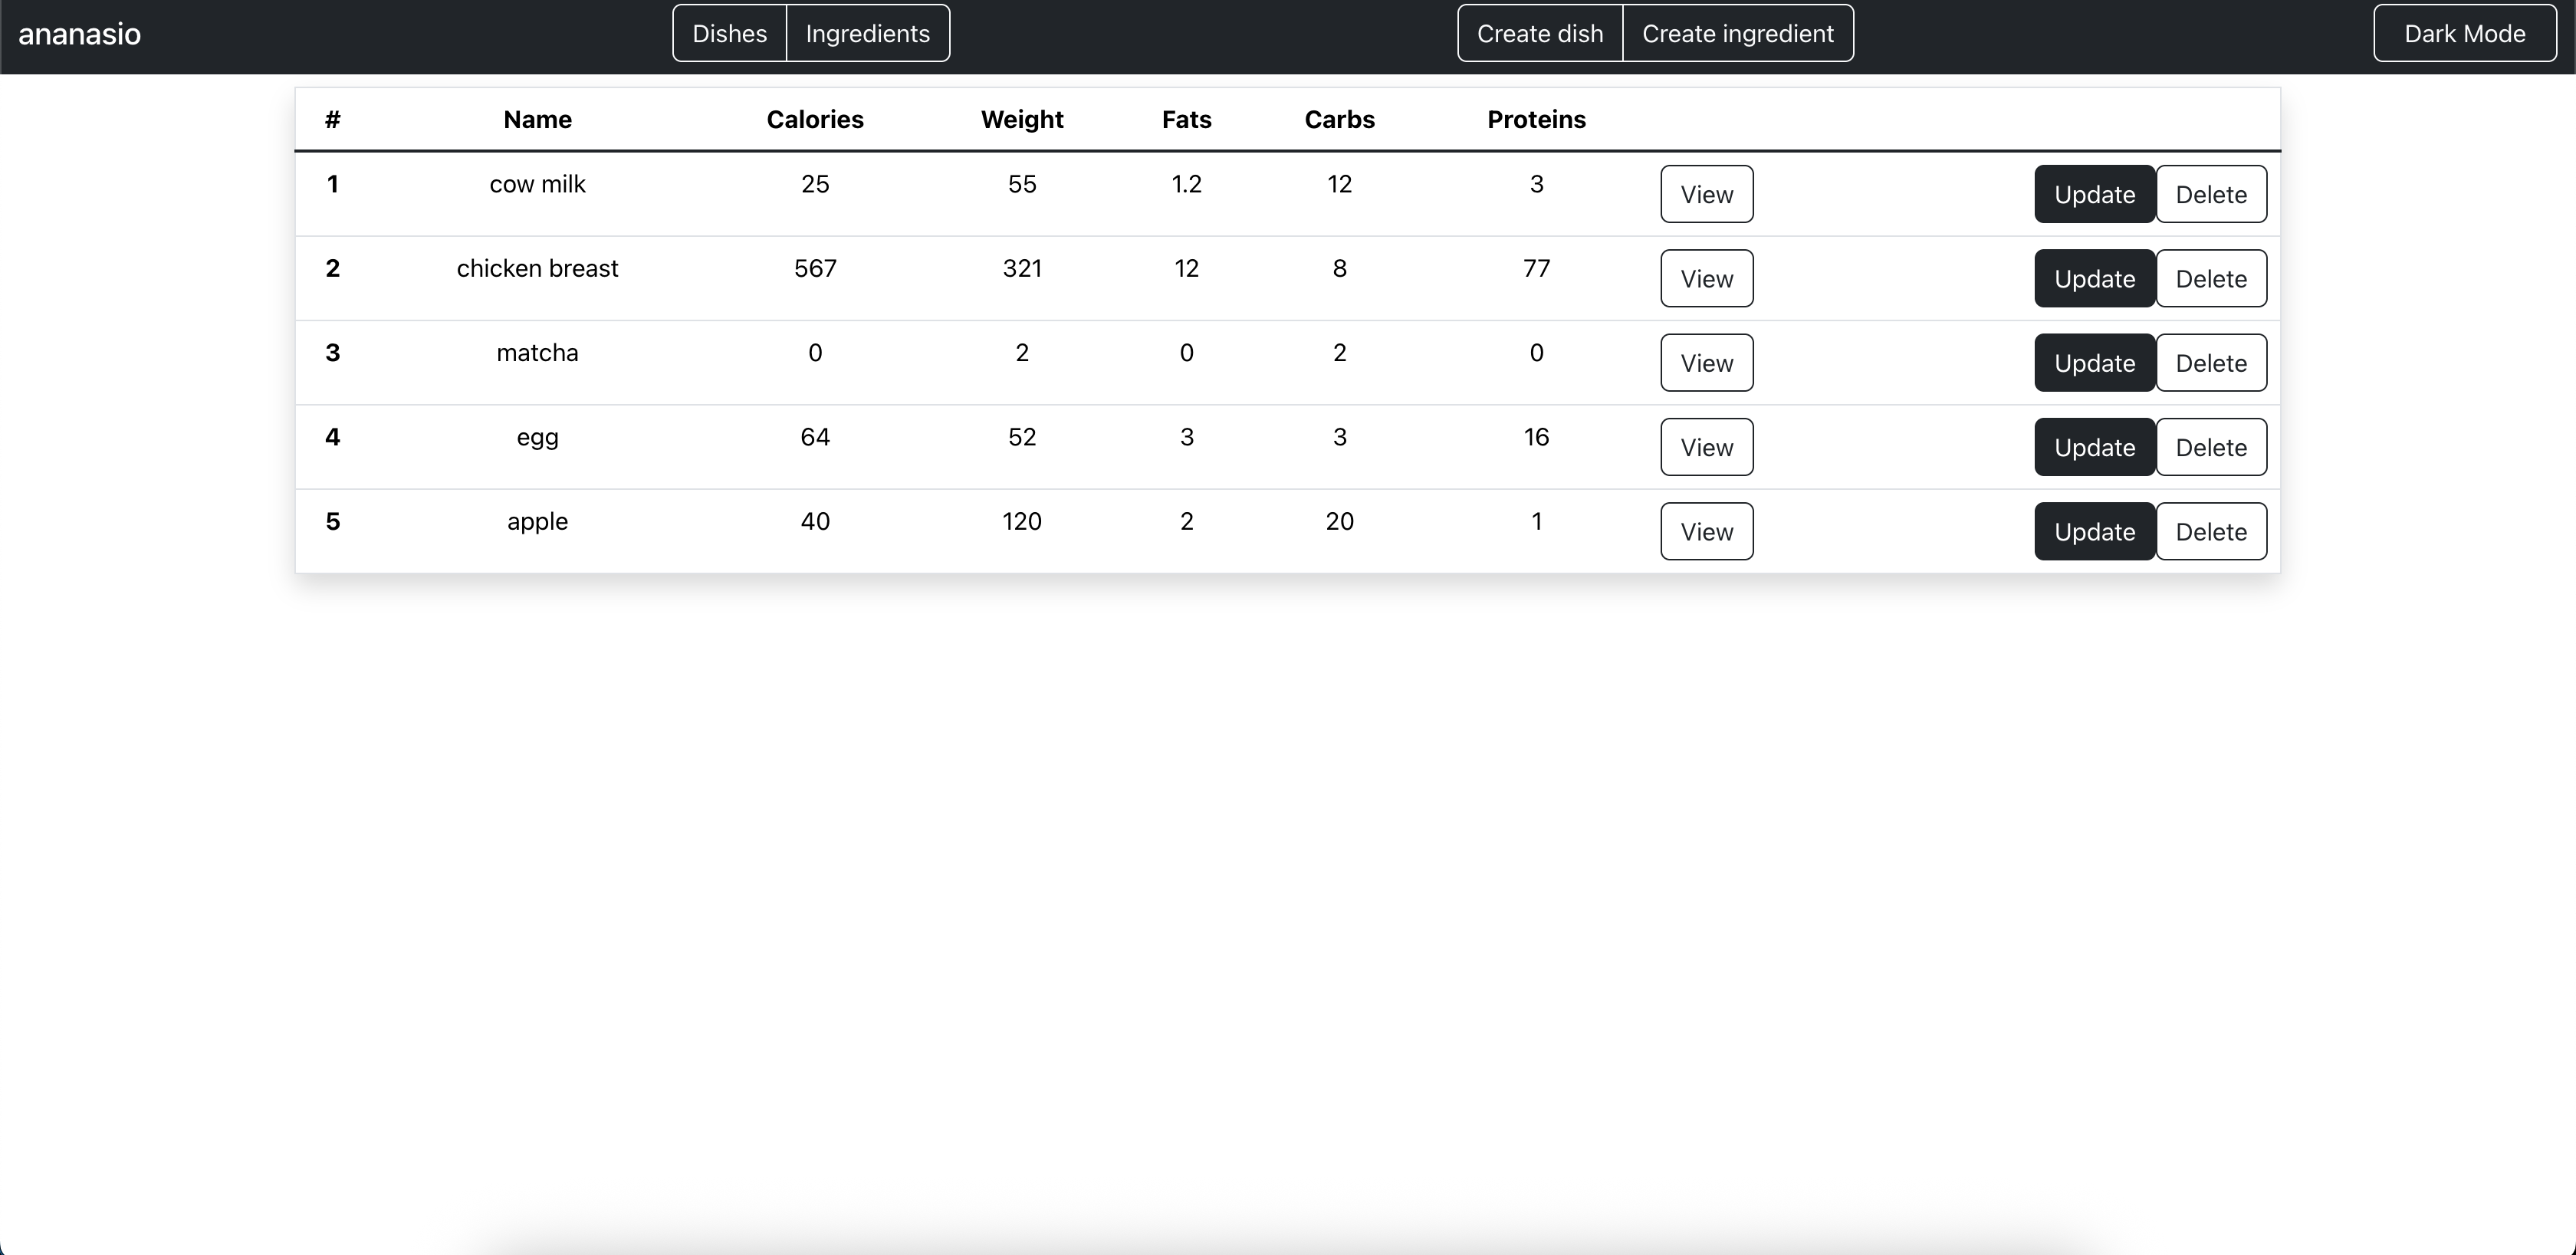 ananasio Dishes Ingredients Create dish Create ingredient Dark Mode
# Name Calories Weight Fats Carbs Proteins
1 cow milk 25 55 1.2 12 3 View Update Delete
2 chicken breast 567 321 12 8 77 View Update Delete
3 matcha 0 2 0 2 0 View Update Delete
4 egg 64 52 3 3 16 View Update Delete
5 apple 40 120 2 20 1 View Update Delete